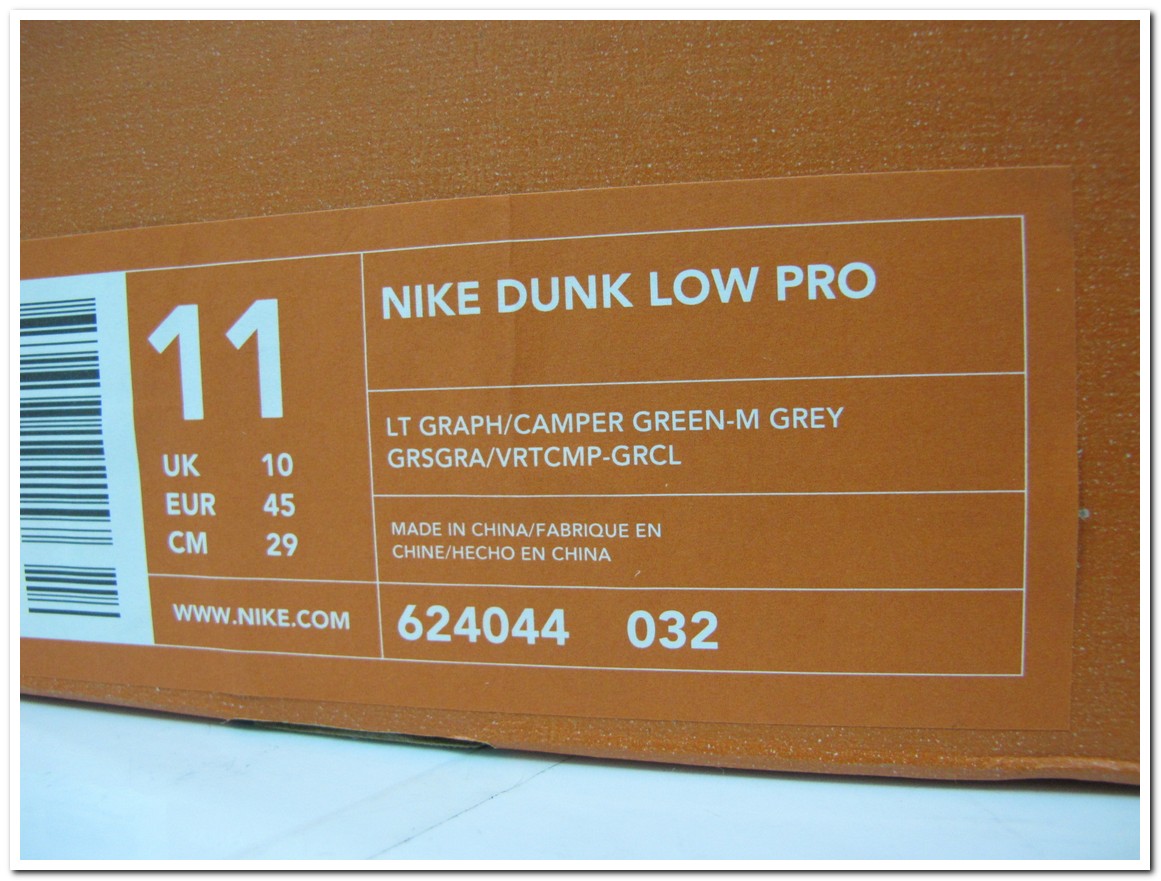 11
UK 10
EUR 45
CM 29
WWW.NIKE.COM
NIKE DUNK LOW PRO
LT GRAPH/CAMPER GREEN-M GREY
GRSGRA/VRTCMP-GRCL
MADE IN CHINA/FABRIQUE EN
CHINE/HECHO EN CHINA
624044 032